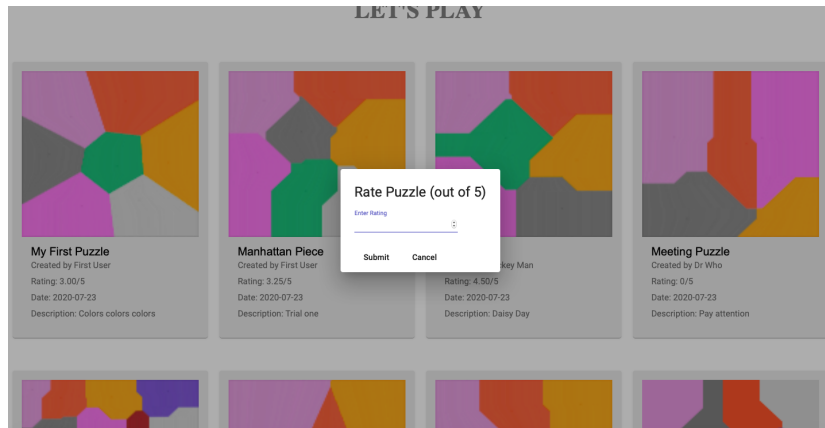 LET'S PLAY
Rate Puzzle (out of 5)
Enter Rating
Submit Cancel
My First Puzzle
Created by First User
Rating: 3.00/5
Date: 2020-07-23
Description: Colors colors colors
Manhattan Piece
Created by First User
Rating: 3.25/5
Date: 2020-07-23
Description: Trial one
key Man
Rating: 4.50/5
Date: 2020-07-23
Description: Daisy Day
Meeting Puzzle
Created by Dr Who
Rating: 0/5
Date: 2020-07-23
Description: Pay attention